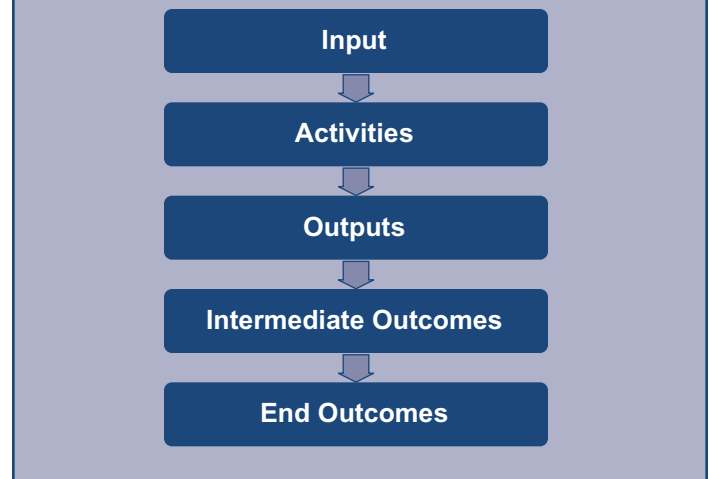 Input
Activities
Outputs
Intermediate Outcomes
End Outcomes